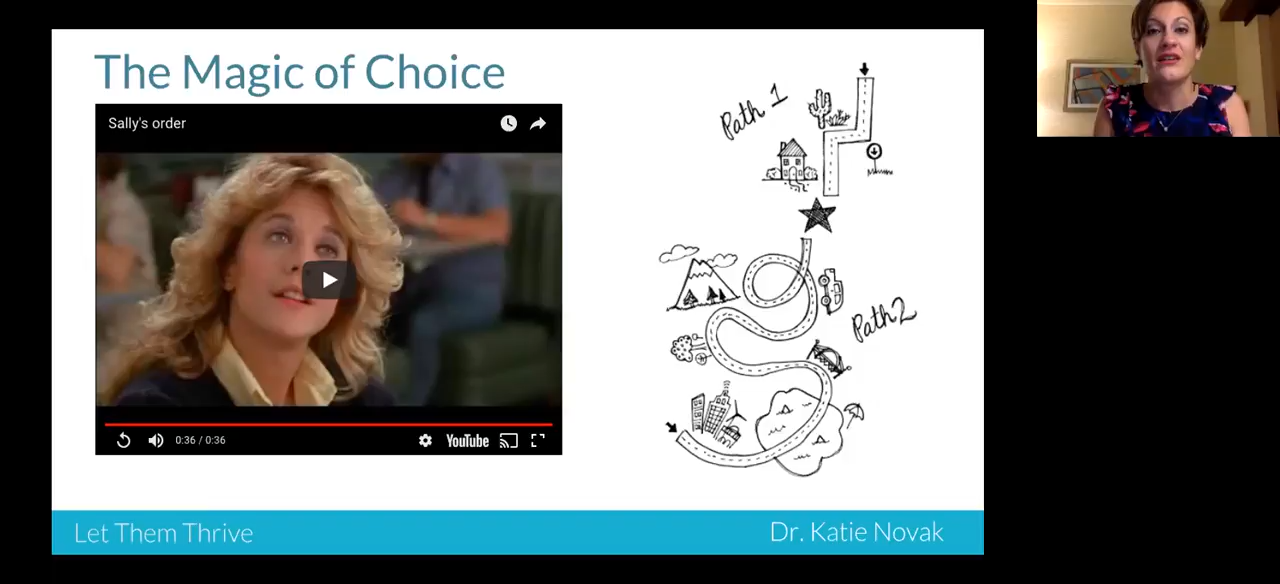 The Magic of Choice
Sally's order
0:36 / 0:36
YouTube
Path 1
Path 2
Let Them Thrive
Dr. Katie Novak